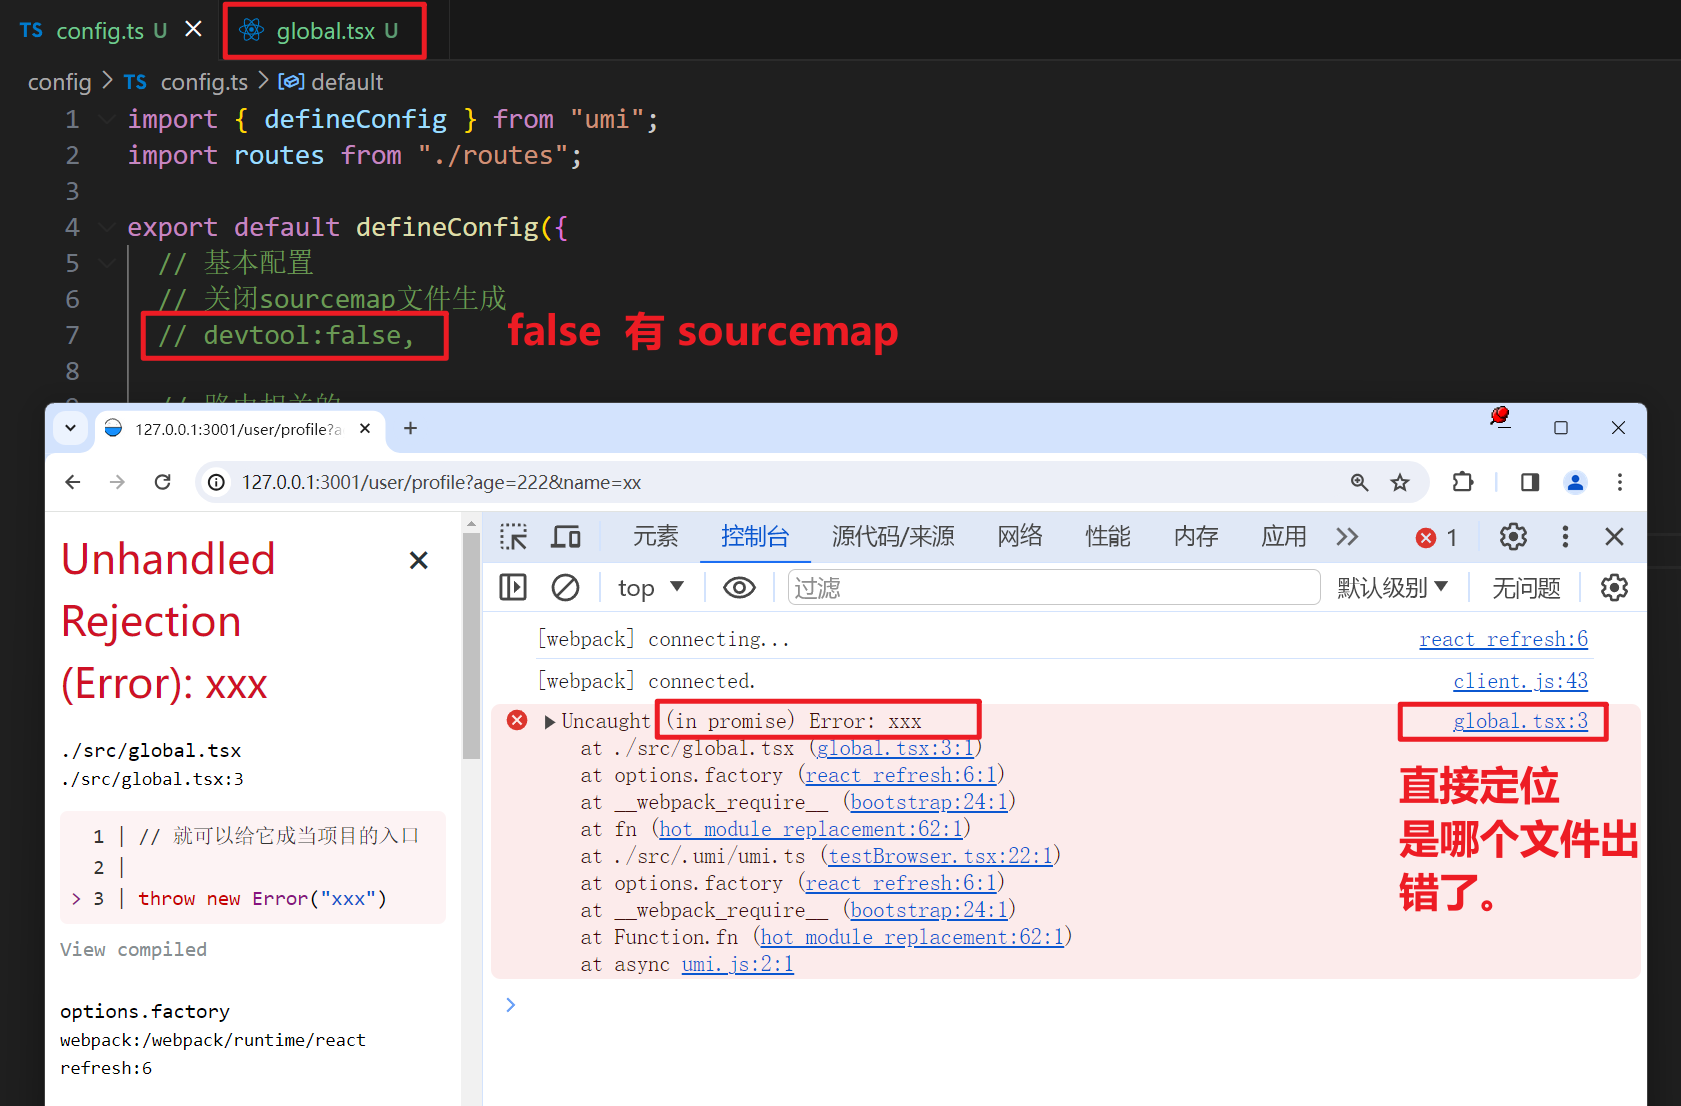 TS config.ts U
global.tsx U
config > TS config.ts > default
1 import { defineConfig } from "umi";
2 import routes from "./routes";
3
4 export default defineConfig({
5 // 基本配置
6 // 关闭sourcemap文件生成
7 // devtool:false,
false 有 sourcemap
8
127.0.0.1:3001/user/profile?a
127.0.0.1:3001/user/profile?age=222&name=xx
Unhandled
Rejection
(Error): xxx
./src/global.tsx
./src/global.tsx:3
1 | // 就可以给它成当项目的入口
2 |
> 3 | throw new Error("xxx")
View compiled
options.factory
webpack:/webpack/runtime/react
refresh:6
元素 控制台 源代码/来源 网络 性能 内存 应用 1
top 过滤 默认级别 无问题
[webpack] connecting... react refresh:6
[webpack] connected. client.js:43
Uncaught (in promise) Error: xxx global.tsx:3
at ./src/global.tsx (global.tsx:3:1)
at options.factory (react refresh:6:1)
at __webpack_require__ (bootstrap:24:1)
at fn (hot module replacement:62:1)
at ./src/.umi/umi.ts (testBrowser.tsx:22:1)
at options.factory (react refresh:6:1)
at __webpack_require__ (bootstrap:24:1)
at Function.fn (hot module replacement:62:1)
at async umi.js:2:1
直接定位
是哪个文件出
错了。